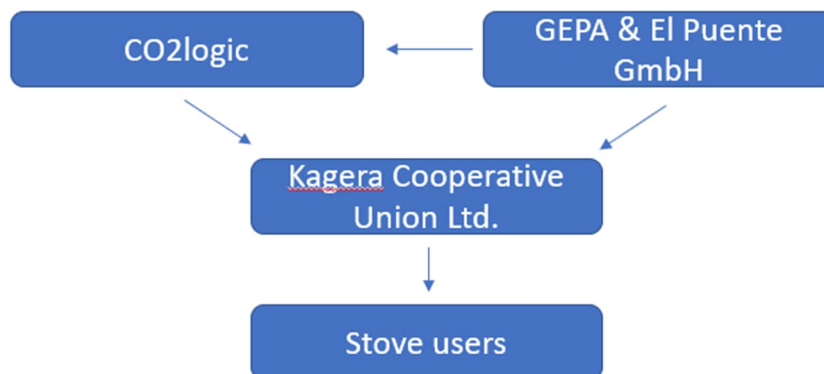 CO2logic
GEPA & El Puente
GmbH
Kagera Cooperative
Union Ltd.
Stove users